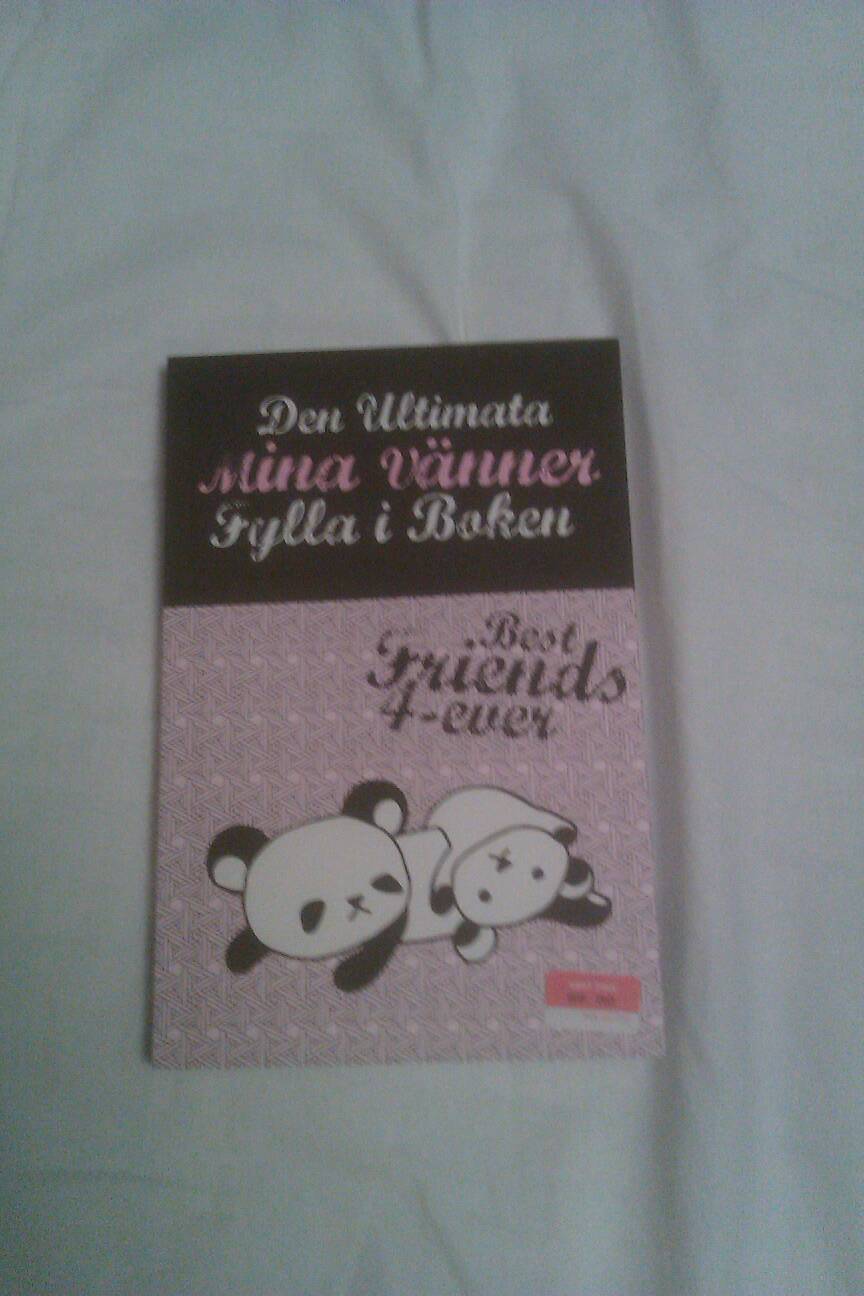 Den Ultimata
Mina Vänner
Fylla i Boken
Best
Friends
4-ever